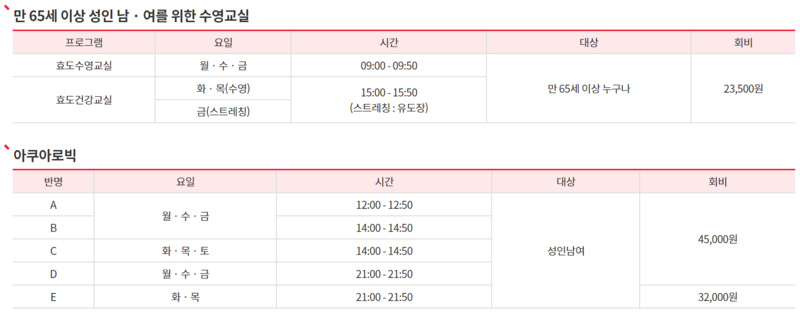 만 65세 이상 성인 남 · 여를 위한 수영교실
프로그램 요일 시간 대상 회비
효도수영교실 월 · 수 · 금 09:00 - 09:50 만 65세 이상 누구나 23,500원
효도건강교실 화 · 목(수영) 15:00 - 15:50
금(스트레칭) (스트레칭 : 유도장)
아쿠아로빅
반명 요일 시간 대상 회비
A 월 · 수 · 금 12:00 - 12:50 성인남여 45,000원
B 14:00 - 14:50
C 화 · 목 · 토 14:00 - 14:50
D 월 · 수 · 금 21:00 - 21:50
E 화 · 목 21:00 - 21:50 32,000원